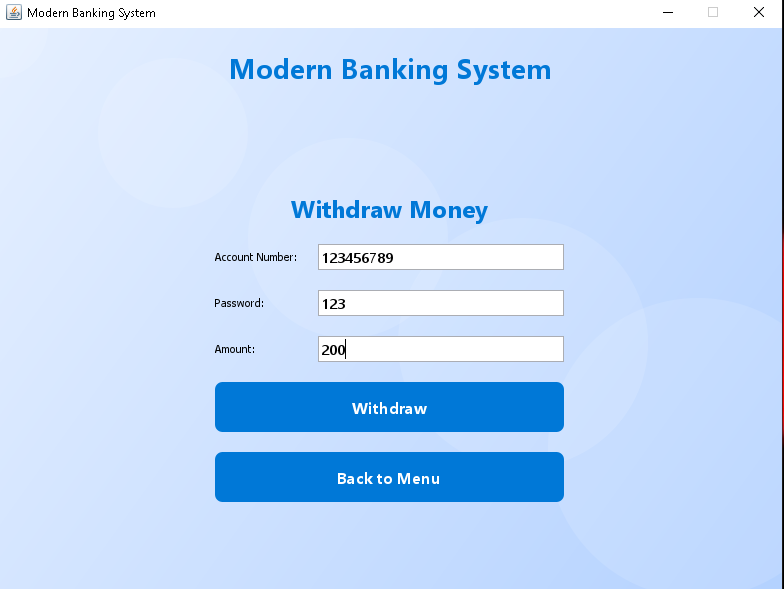 Modern Banking System
Modern Banking System
Withdraw Money
Account Number: 123456789
Password: 123
Amount: 200
Withdraw
Back to Menu